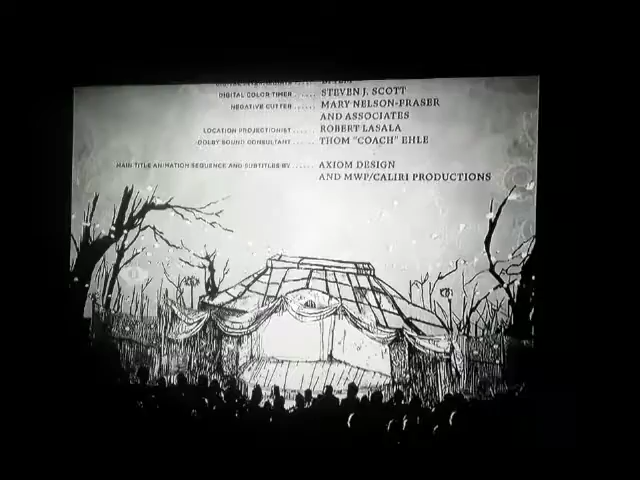 DIGITAL COLOR TIMER ...... STEVEN J. SCOTT
NEGATIVE CUTTER ...... MARY NELSON-FRASER
AND ASSOCIATES
LOCATION PROJECTIONIST ...... ROBERT LASALA
DOLBY SOUND CONSULTANT ...... THOM "COACH" EHLE
MAIN TITLE ANIMATION SEQUENCE AND SUBTITLES BY ...... AXIOM DESIGN
AND MWP/CALIRI PRODUCTIONS